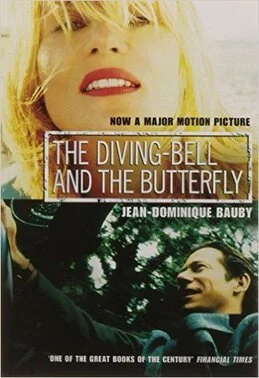 NOW A MAJOR MOTION PICTURE
THE DIVING-BELL
AND THE BUTTERFLY
JEAN-DOMINIQUE BAUBY
'ONE OF THE GREAT BOOKS OF THE CENTURY' FINANCIAL TIMES